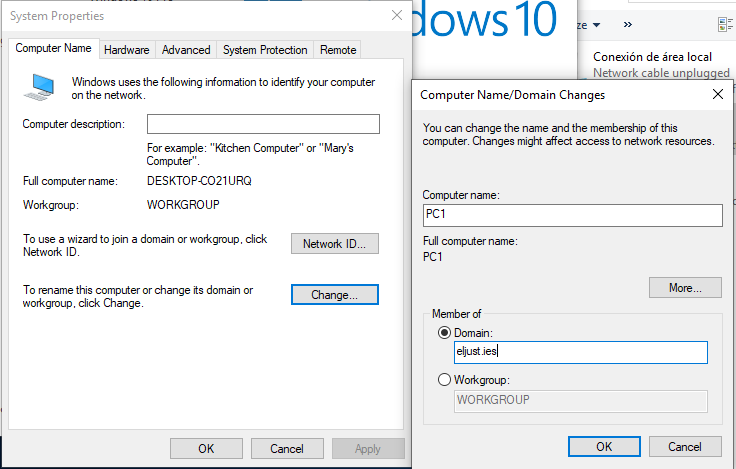 System Properties
Computer Name
Hardware
Advanced
System Protection
Remote
Windows uses the following information to identify your computer
on the network.
Computer description:
For example: "Kitchen Computer" or "Mary's
Computer".
Full computer name:
DESKTOP-CO21URQ
Workgroup:
WORKGROUP
To use a wizard to join a domain or workgroup, click
Network ID.
Network ID...
To rename this computer or change its domain or
workgroup, click Change.
Change...
OK
Cancel
Apply
dows 10
ze
»
Conexión de área local
Network cable unplugged
Computer Name/Domain Changes
You can change the name and the membership of this
computer. Changes might affect access to network resources.
Computer name:
PC1
Full computer name:
PC1
More...
Member of
Domain:
eljust.ies
Workgroup:
WORKGROUP
OK
Cancel